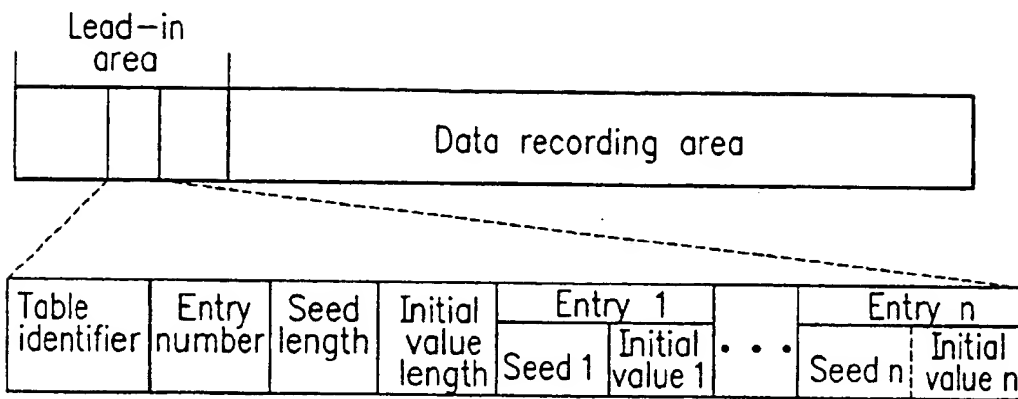 Lead-in
area
Data recording area
Table
identifier
Entry
number
Seed
length
Initial
value
length
Entry 1
Seed 1
Initial
value 1
• • •
Entry n
Seed n
Initial
value n